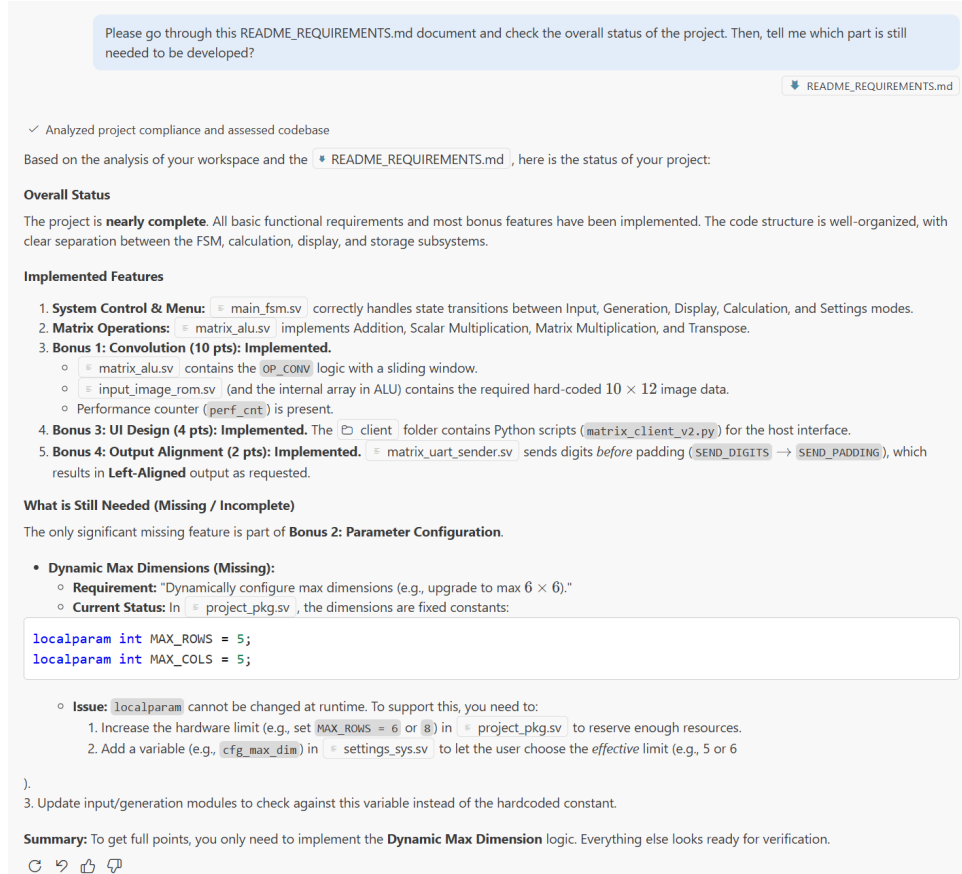 Please go through this README_REQUIREMENTS.md document and check the overall status of the project. Then, tell me which part is still
needed to be developed?
README_REQUIREMENTS.md
Analyzed project compliance and assessed codebase
Based on the analysis of your workspace and the README_REQUIREMENTS.md , here is the status of your project:
Overall Status
The project is nearly complete. All basic functional requirements and most bonus features have been implemented. The code structure is well-organized, with
clear separation between the FSM, calculation, display, and storage subsystems.
Implemented Features
1. System Control & Menu: main_fsm.sv correctly handles state transitions between Input, Generation, Display, Calculation, and Settings modes.
2. Matrix Operations: matrix_alu.sv implements Addition, Scalar Multiplication, Matrix Multiplication, and Transpose.
3. Bonus 1: Convolution (10 pts): Implemented.
matrix_alu.sv contains the OP_CONV logic with a sliding window.
input_image_rom.sv (and the internal array in ALU) contains the required hard-coded 10 × 12 image data.
Performance counter (perf_cnt) is present.
4. Bonus 3: UI Design (4 pts): Implemented. The client folder contains Python scripts (matrix_client_v2.py) for the host interface.
5. Bonus 4: Output Alignment (2 pts): Implemented. matrix_uart_sender.sv sends digits before padding (SEND_DIGITS → SEND_PADDING), which
results in Left-Aligned output as requested.
What is Still Needed (Missing / Incomplete)
The only significant missing feature is part of Bonus 2: Parameter Configuration.
• Dynamic Max Dimensions (Missing):
Requirement: "Dynamically configure max dimensions (e.g., upgrade to max 6 × 6)."
Current Status: In project_pkg.sv , the dimensions are fixed constants:
localparam int MAX_ROWS = 5;
localparam int MAX_COLS = 5;
Issue: localparam cannot be changed at runtime. To support this, you need to:
1. Increase the hardware limit (e.g., set MAX_ROWS = 6 or 8) in project_pkg.sv to reserve enough resources.
2. Add a variable (e.g., cfg_max_dim) in settings_sys.sv to let the user choose the effective limit (e.g., 5 or 6
).
3. Update input/generation modules to check against this variable instead of the hardcoded constant.
Summary: To get full points, you only need to implement the Dynamic Max Dimension logic. Everything else looks ready for verification.